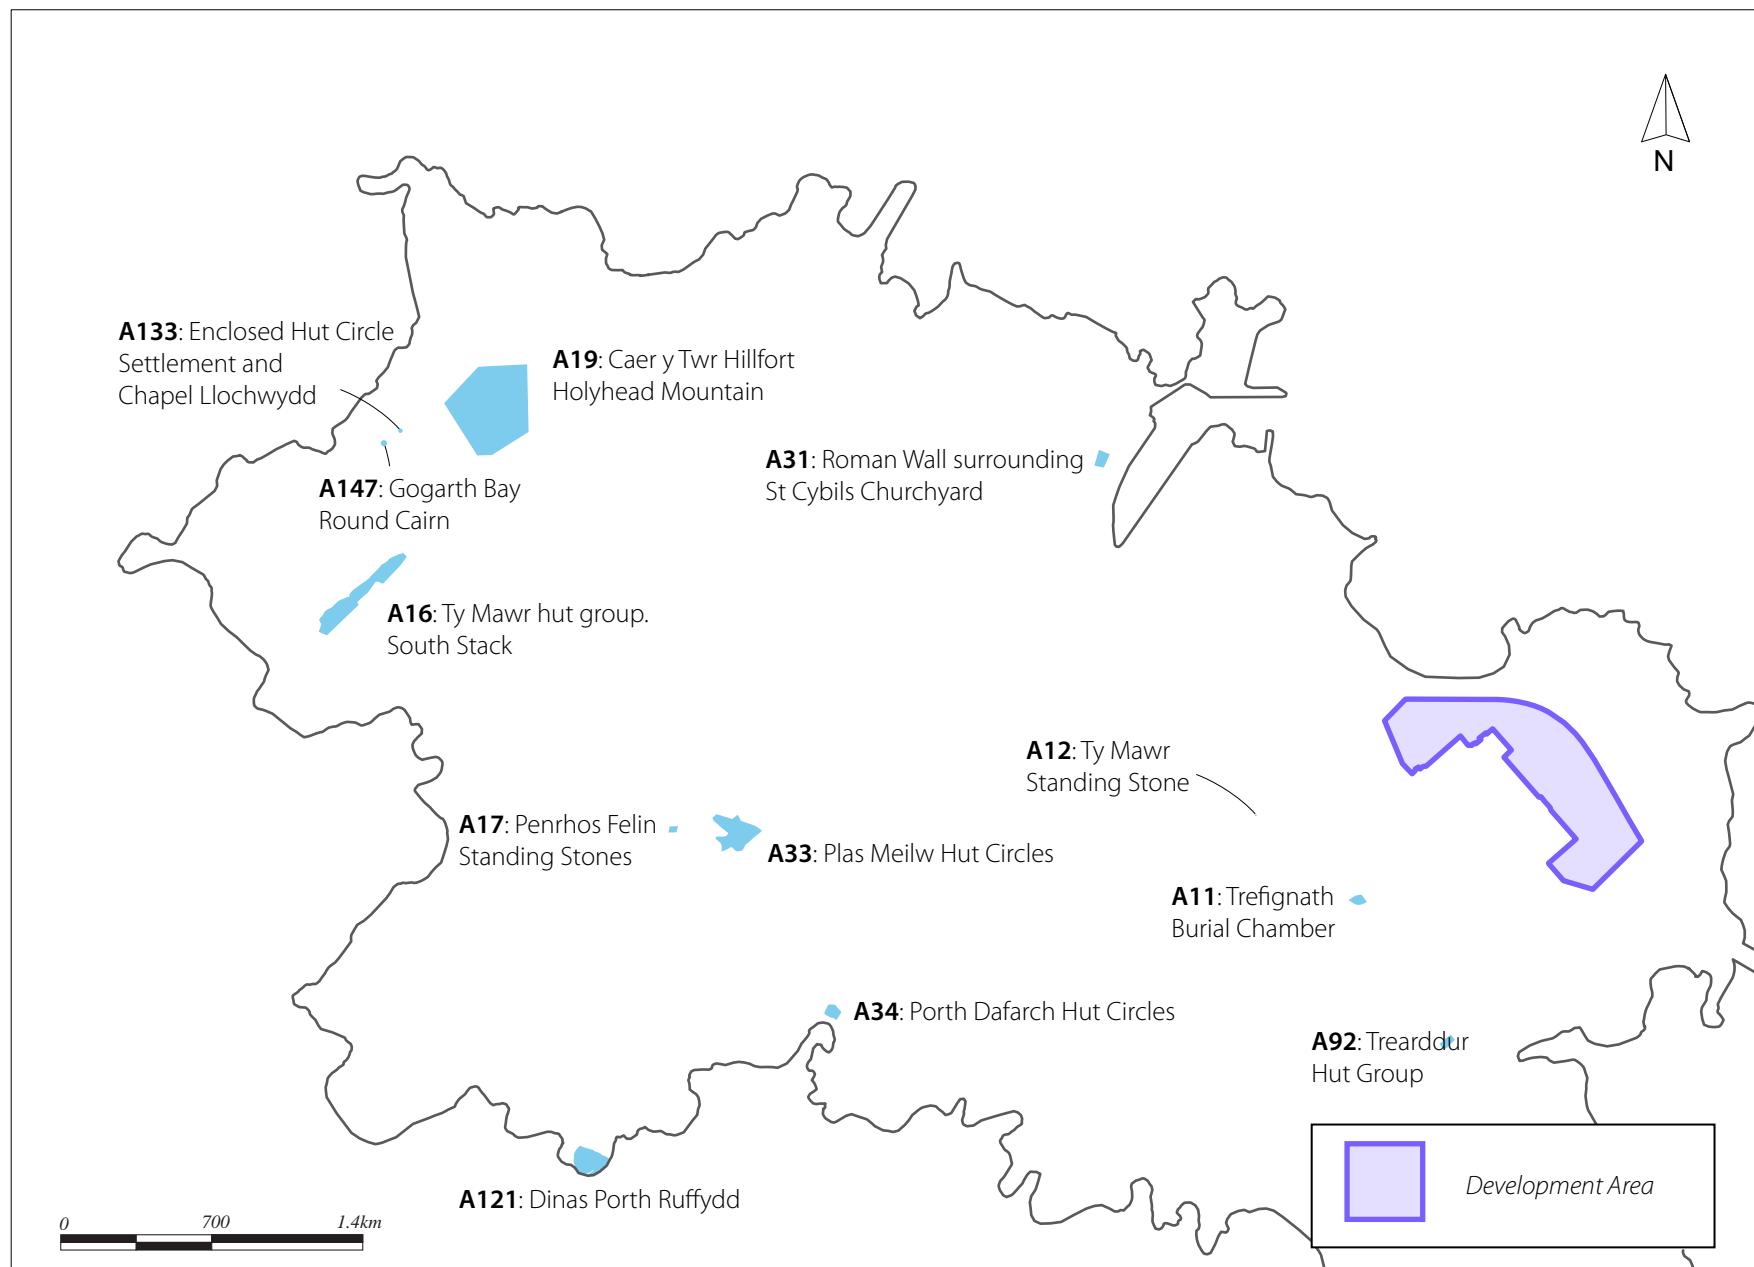 N
A133: Enclosed Hut Circle
Settlement and
Chapel Llochwydd
A19: Caer y Twr Hillfort
Holyhead Mountain
A31: Roman Wall surrounding
St Cybils Churchyard
A147: Gogarth Bay
Round Cairn
A16: Ty Mawr hut group.
South Stack
A12: Ty Mawr
Standing Stone
A17: Penrhos Felin
Standing Stones
A33: Plas Meilw Hut Circles
A11: Trefignath
Burial Chamber
A34: Porth Dafarch Hut Circles
A92: Trearddur
Hut Group
A121: Dinas Porth Ruffydd
Development Area
0 700 1.4km